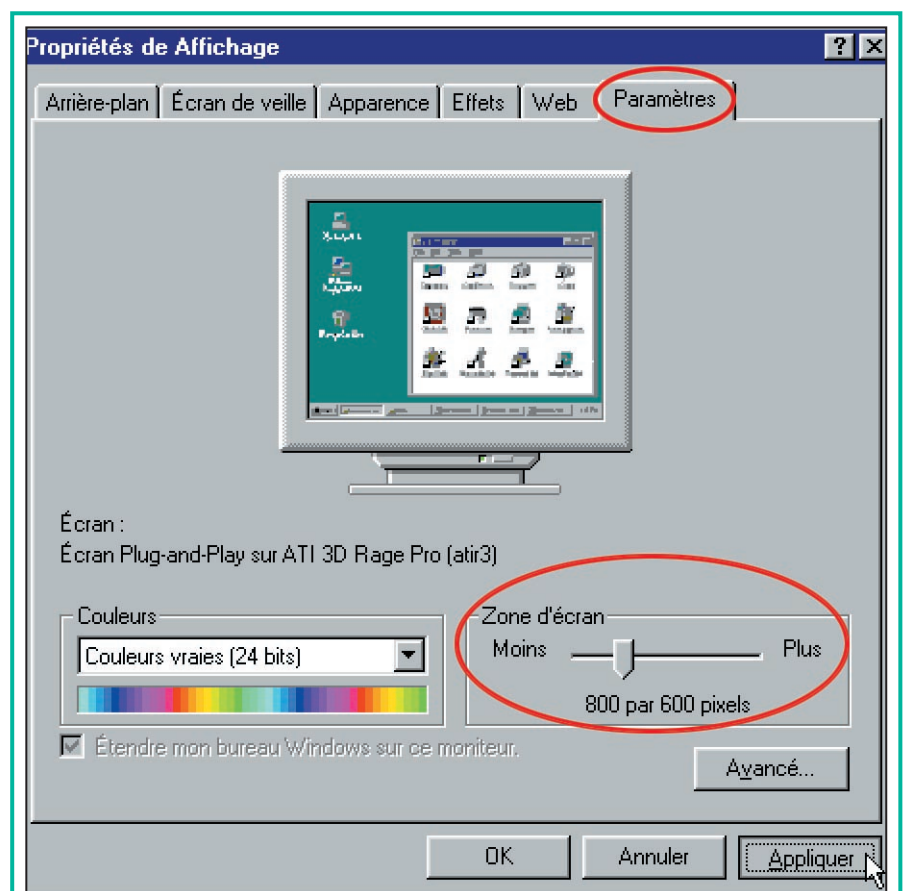 Propriétés de Affichage
Arrière-plan Écran de veille Apparence Effets Web Paramètres
Écran :
Écran Plug-and-Play sur ATI 3D Rage Pro (atir3)
Couleurs
Couleurs vraies (24 bits)
Zone d'écran
Moins Plus
800 par 600 pixels
Étendre mon bureau Windows sur ce moniteur.
Avancé...
OK Annuler Appliquer